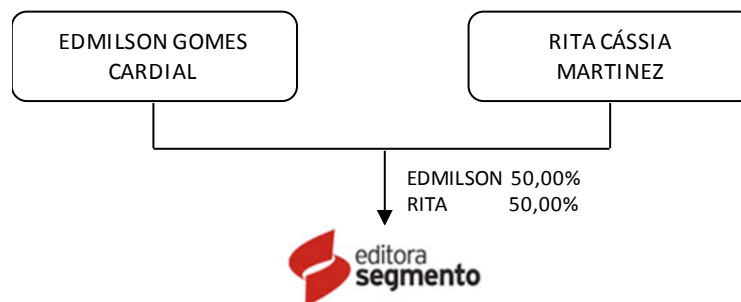 EDMILSON GOMES
CARDIAL
RITA CÁSSIA
MARTINEZ
EDMILSON 50,00%
RITA 50,00%
editora
segmento